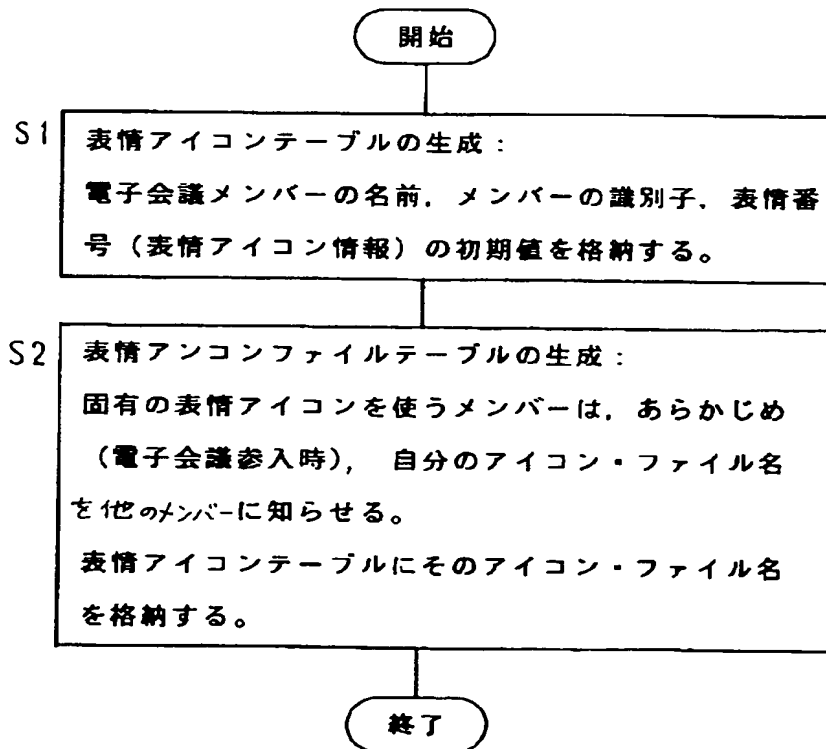 開始
S1
表情アイコンテーブルの生成：
電子会議メンバーの名前，メンバーの識別子，表情番
号（表情アイコン情報）の初期値を格納する。
S2
表情アンコンファイルテーブルの生成：
固有の表情アイコンを使うメンバーは，あらかじめ
（電子会議参入時），自分のアイコン・ファイル名
を他のメンバーに知らせる。
表情アイコンテーブルにそのアイコン・ファイル名
を格納する。
終了